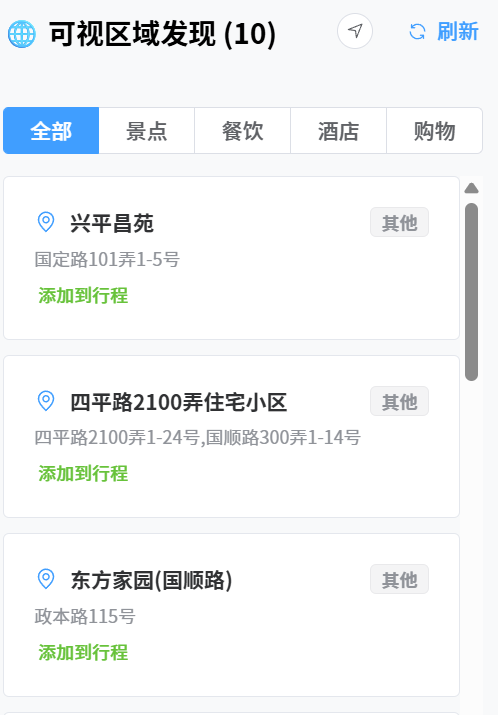 可视区域发现 (10)
刷新
全部 景点 餐饮 酒店 购物
兴平昌苑 其他
国定路101弄1-5号
添加到行程
四平路2100弄住宅小区 其他
四平路2100弄1-24号,国顺路300弄1-14号
添加到行程
东方家园(国顺路) 其他
政本路115号
添加到行程